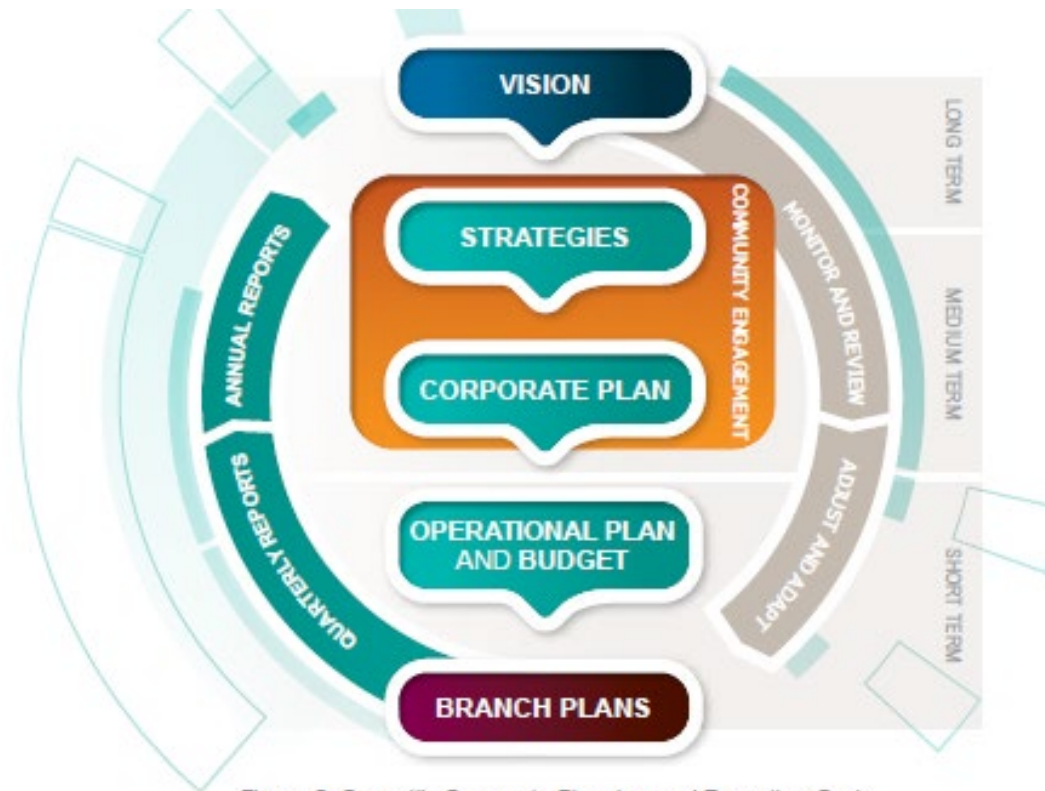 VISION
STRATEGIES
CORPORATE PLAN
COMMUNITY ENGAGEMENT
OPERATIONAL PLAN
AND BUDGET
BRANCH PLANS
ANNUAL REPORTS
QUARTERLY REPORTS
MONITOR AND REVIEW
ADJUST AND ADAPT
LONG TERM
MEDIUM TERM
SHORT TERM